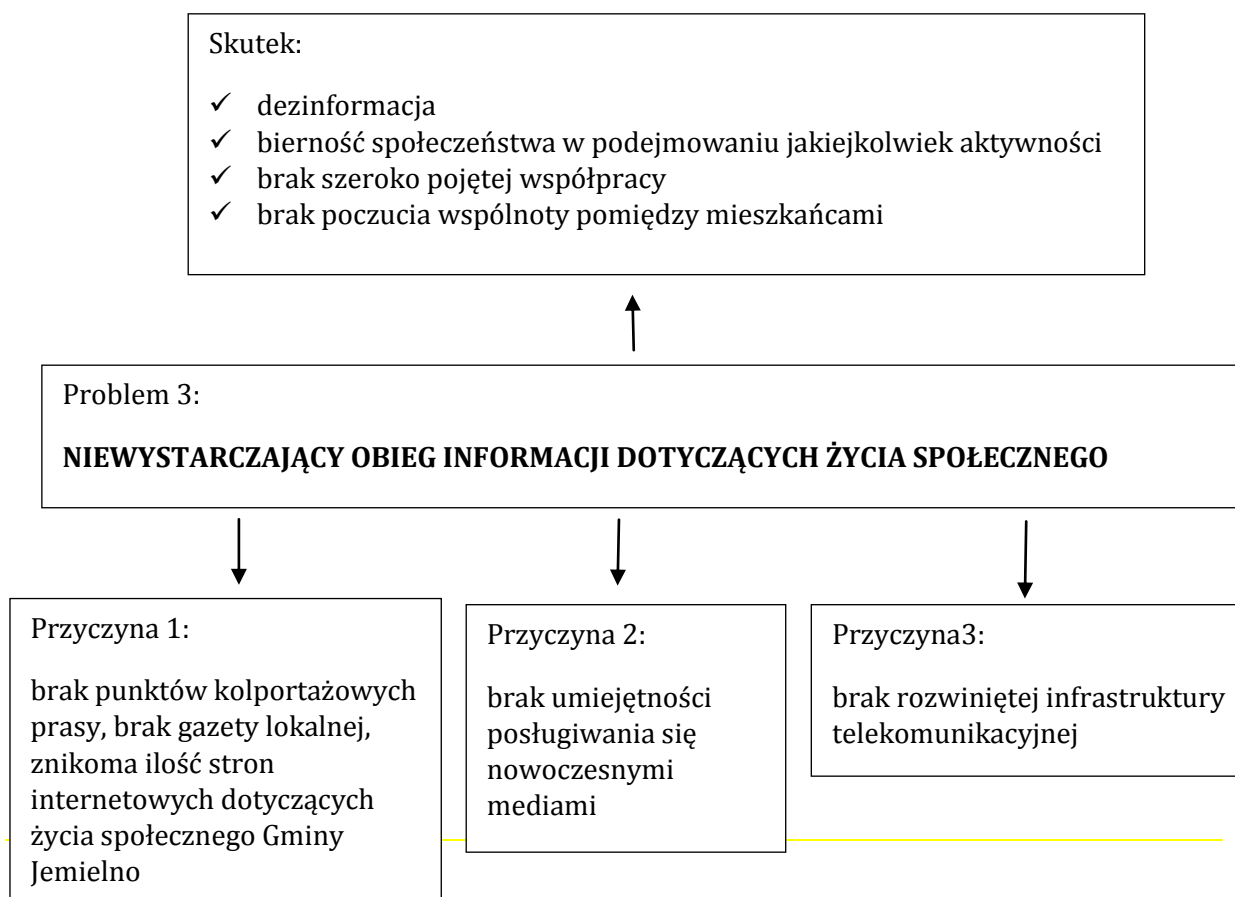 Skutek:
✓ dezinformacja
✓ bierność społeczeństwa w podejmowaniu jakiejkolwiek aktywności
✓ brak szeroko pojętej współpracy
✓ brak poczucia wspólnoty pomiędzy mieszkańcami
Problem 3:
NIEWYSTARCZAJĄCY OBIEG INFORMACJI DOTYCZĄCYCH ŻYCIA SPOŁECZNEGO
Przyczyna 1:
brak punktów kolportażowych
prasy, brak gazety lokalnej,
znikoma ilość stron
internetowych dotyczących
życia społecznego Gminy
Jemielno
Przyczyna 2:
brak umiejętności
posługiwania się
nowoczesnymi
mediami
Przyczyna3:
brak rozwiniętej infrastruktury
telekomunikacyjnej